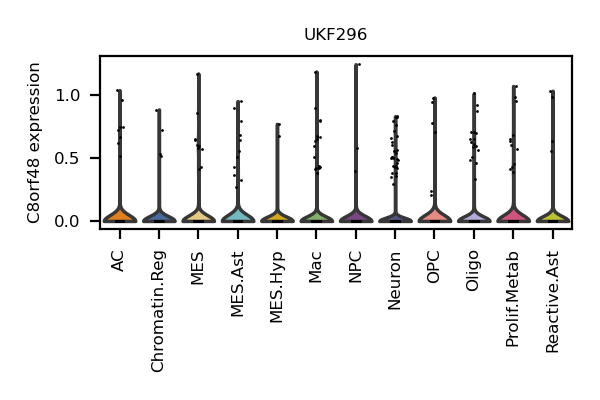 UKF296
C8orf48 expression
1.0
0.5
0.0
AC
Chromatin.Reg
MES
MES.Ast
MES.Hyp
Mac
NPC
Neuron
OPC
Oligo
Prolif.Metab
Reactive.Ast